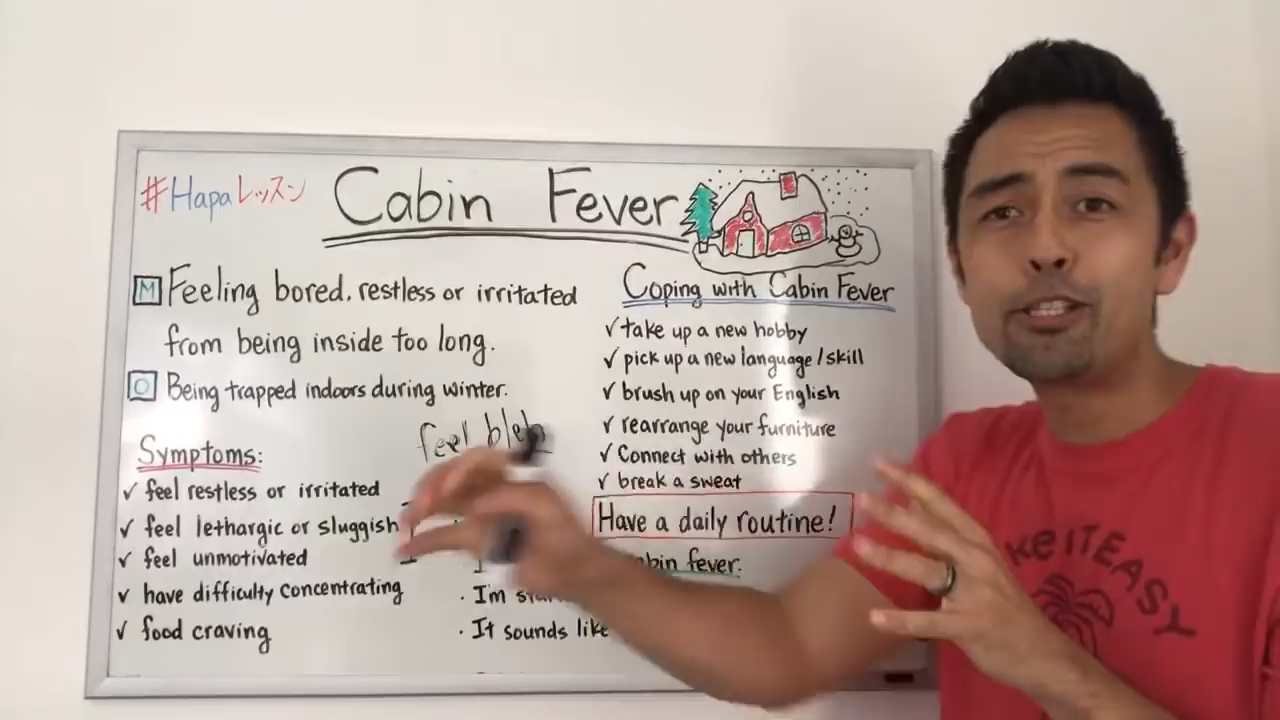 #Hapaレッスン
Cabin Fever
M Feeling bored. restless or irritated
from being inside too long.
O Being trapped indoors during winter.
feel bleh
Symptoms:
✓ feel restless or irritated
✓ feel lethargic or sluggish
✓ feel unmotivated
✓ have difficulty concentrating
✓ food craving
Coping with Cabin Fever
✓ take up a new hobby
✓ pick up a new language/skill
✓ brush up on your English
✓ rearrange your furniture
✓ Connect with others
✓ break a sweat
Have a daily routine!
fever.
· I'm
· It sounds like
IT EASY